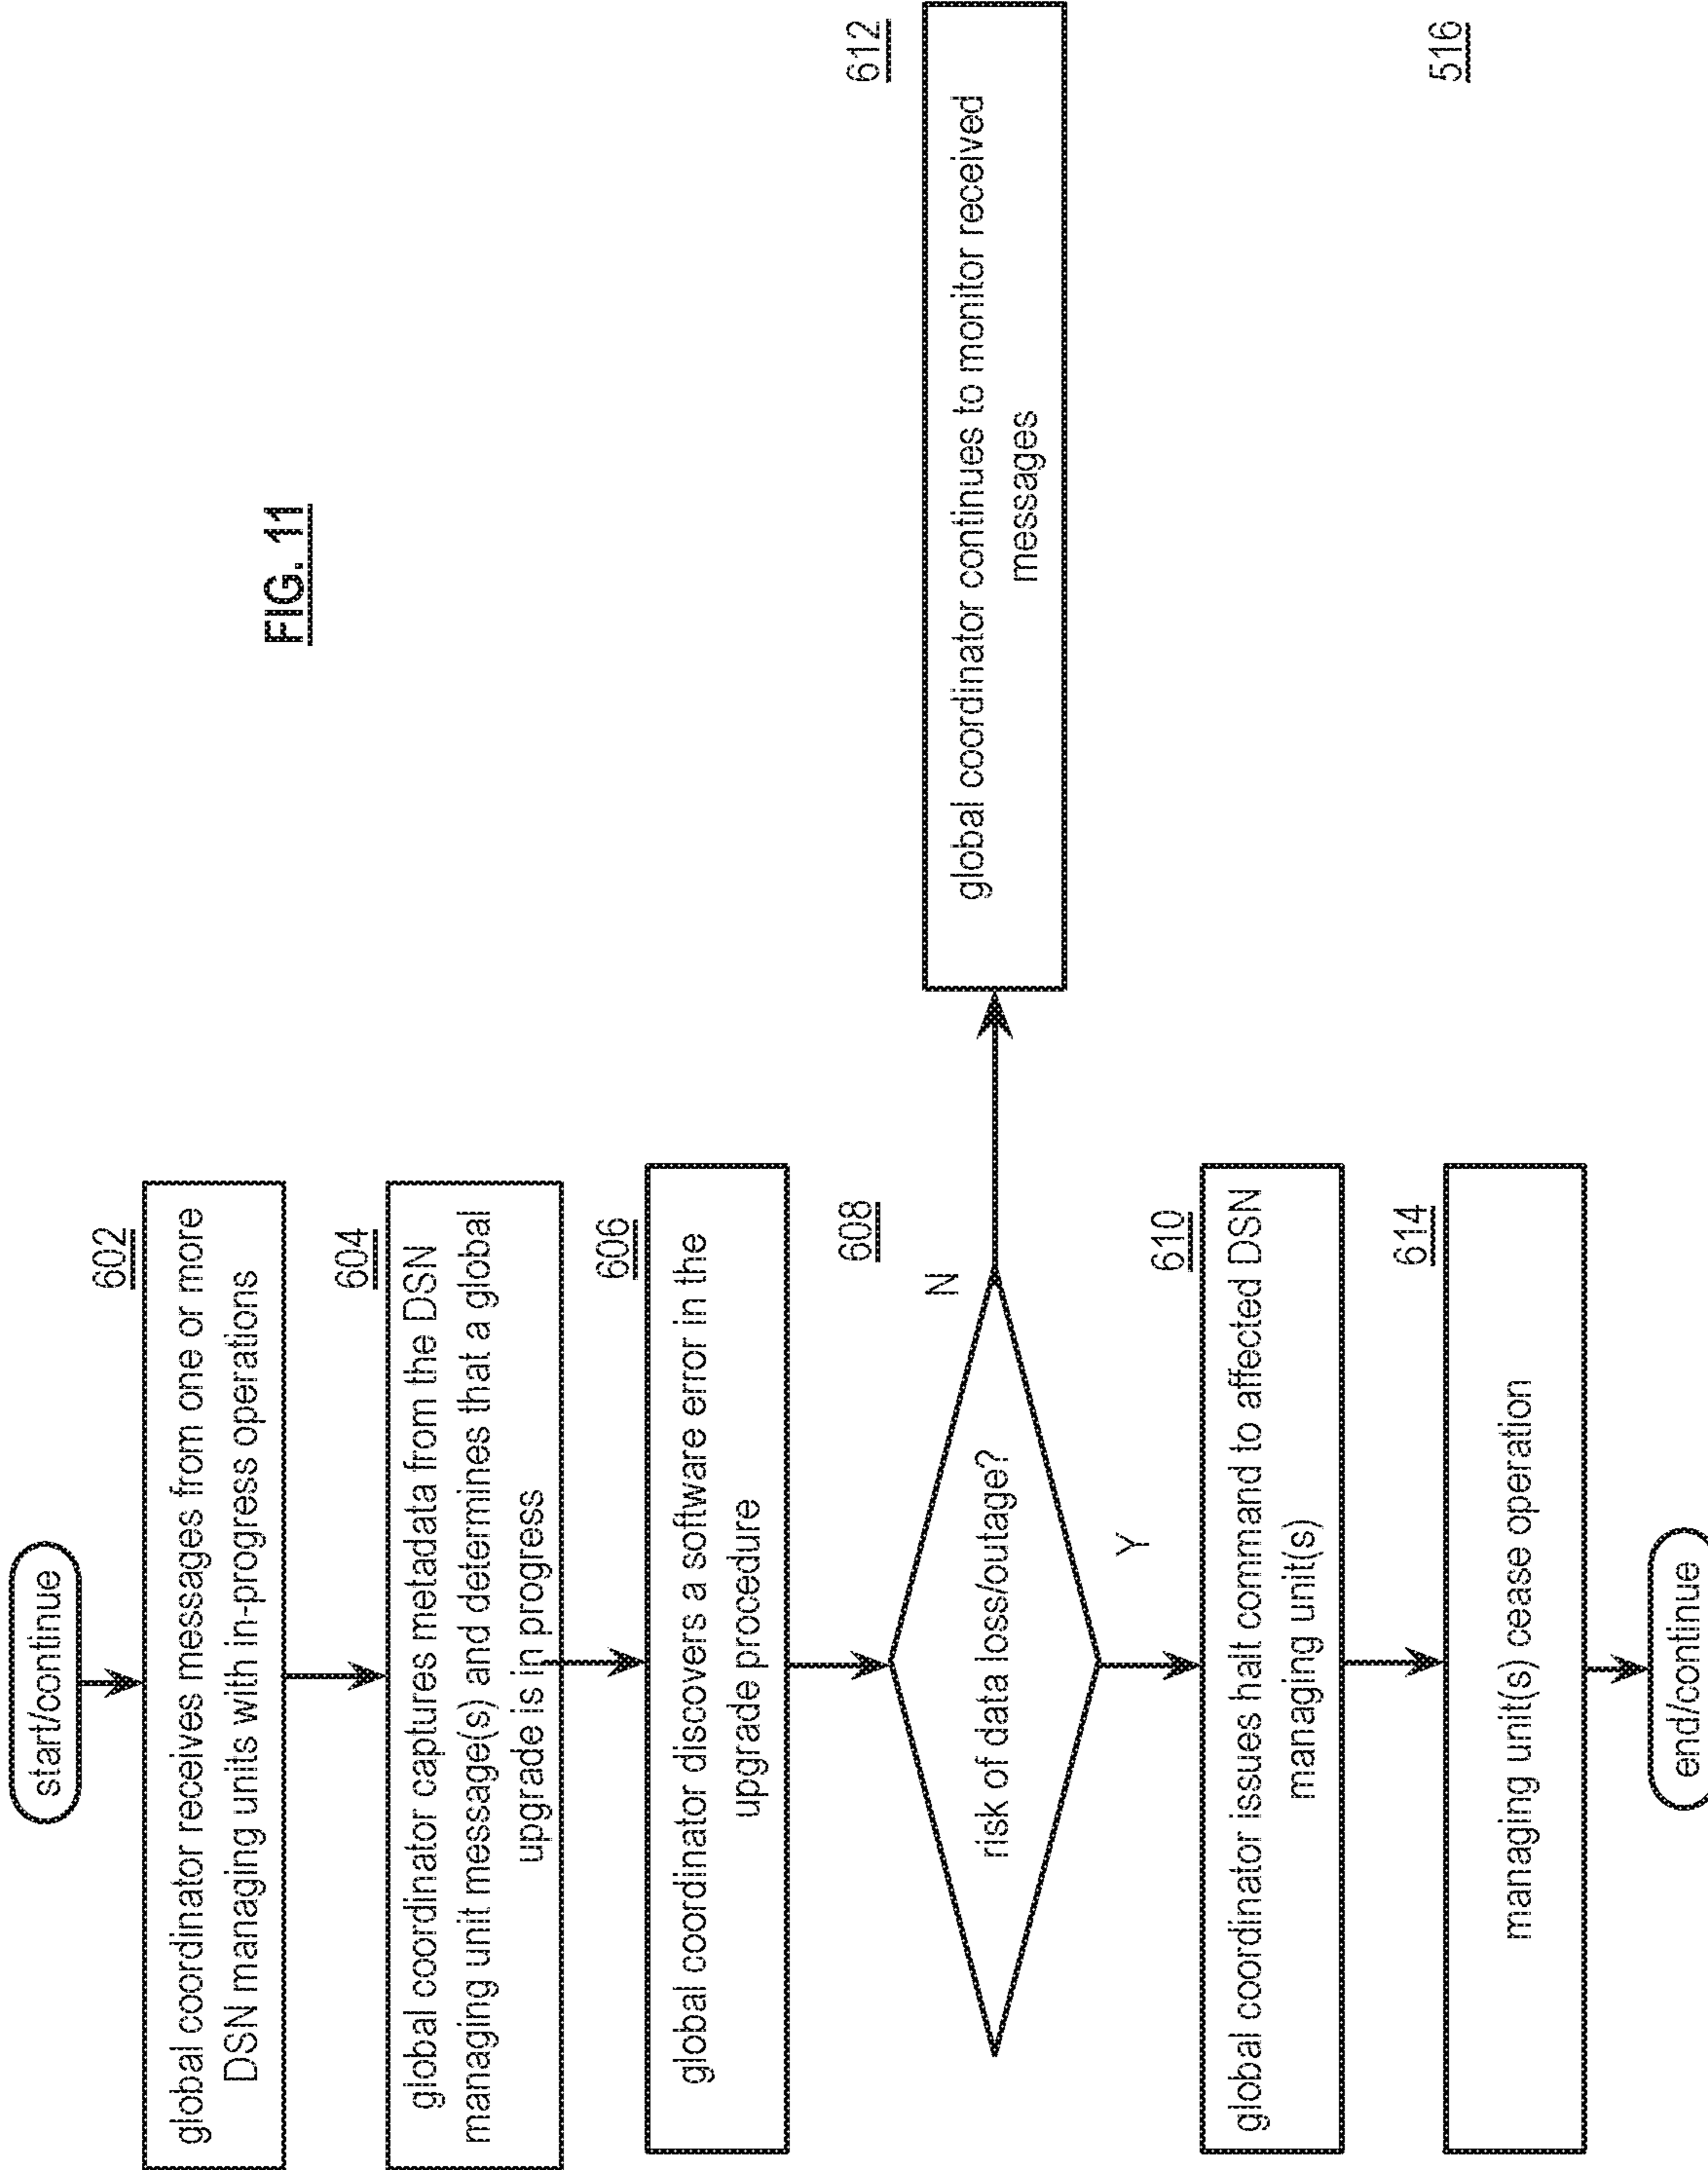 FIG. 11
start/continue
602
global coordinator receives messages from one or more
DSN managing units with in-progress operations
604
global coordinator captures metadata from the DSN
managing unit message(s) and determines that a global
upgrade is in progress
606
global coordinator discovers a software error in the
upgrade procedure
608
risk of data loss/outage?
N
612
global coordinator continues to monitor received
messages
Y
610
global coordinator issues halt command to affected DSN
managing unit(s)
614
managing unit(s) cease operation
516
end/continue